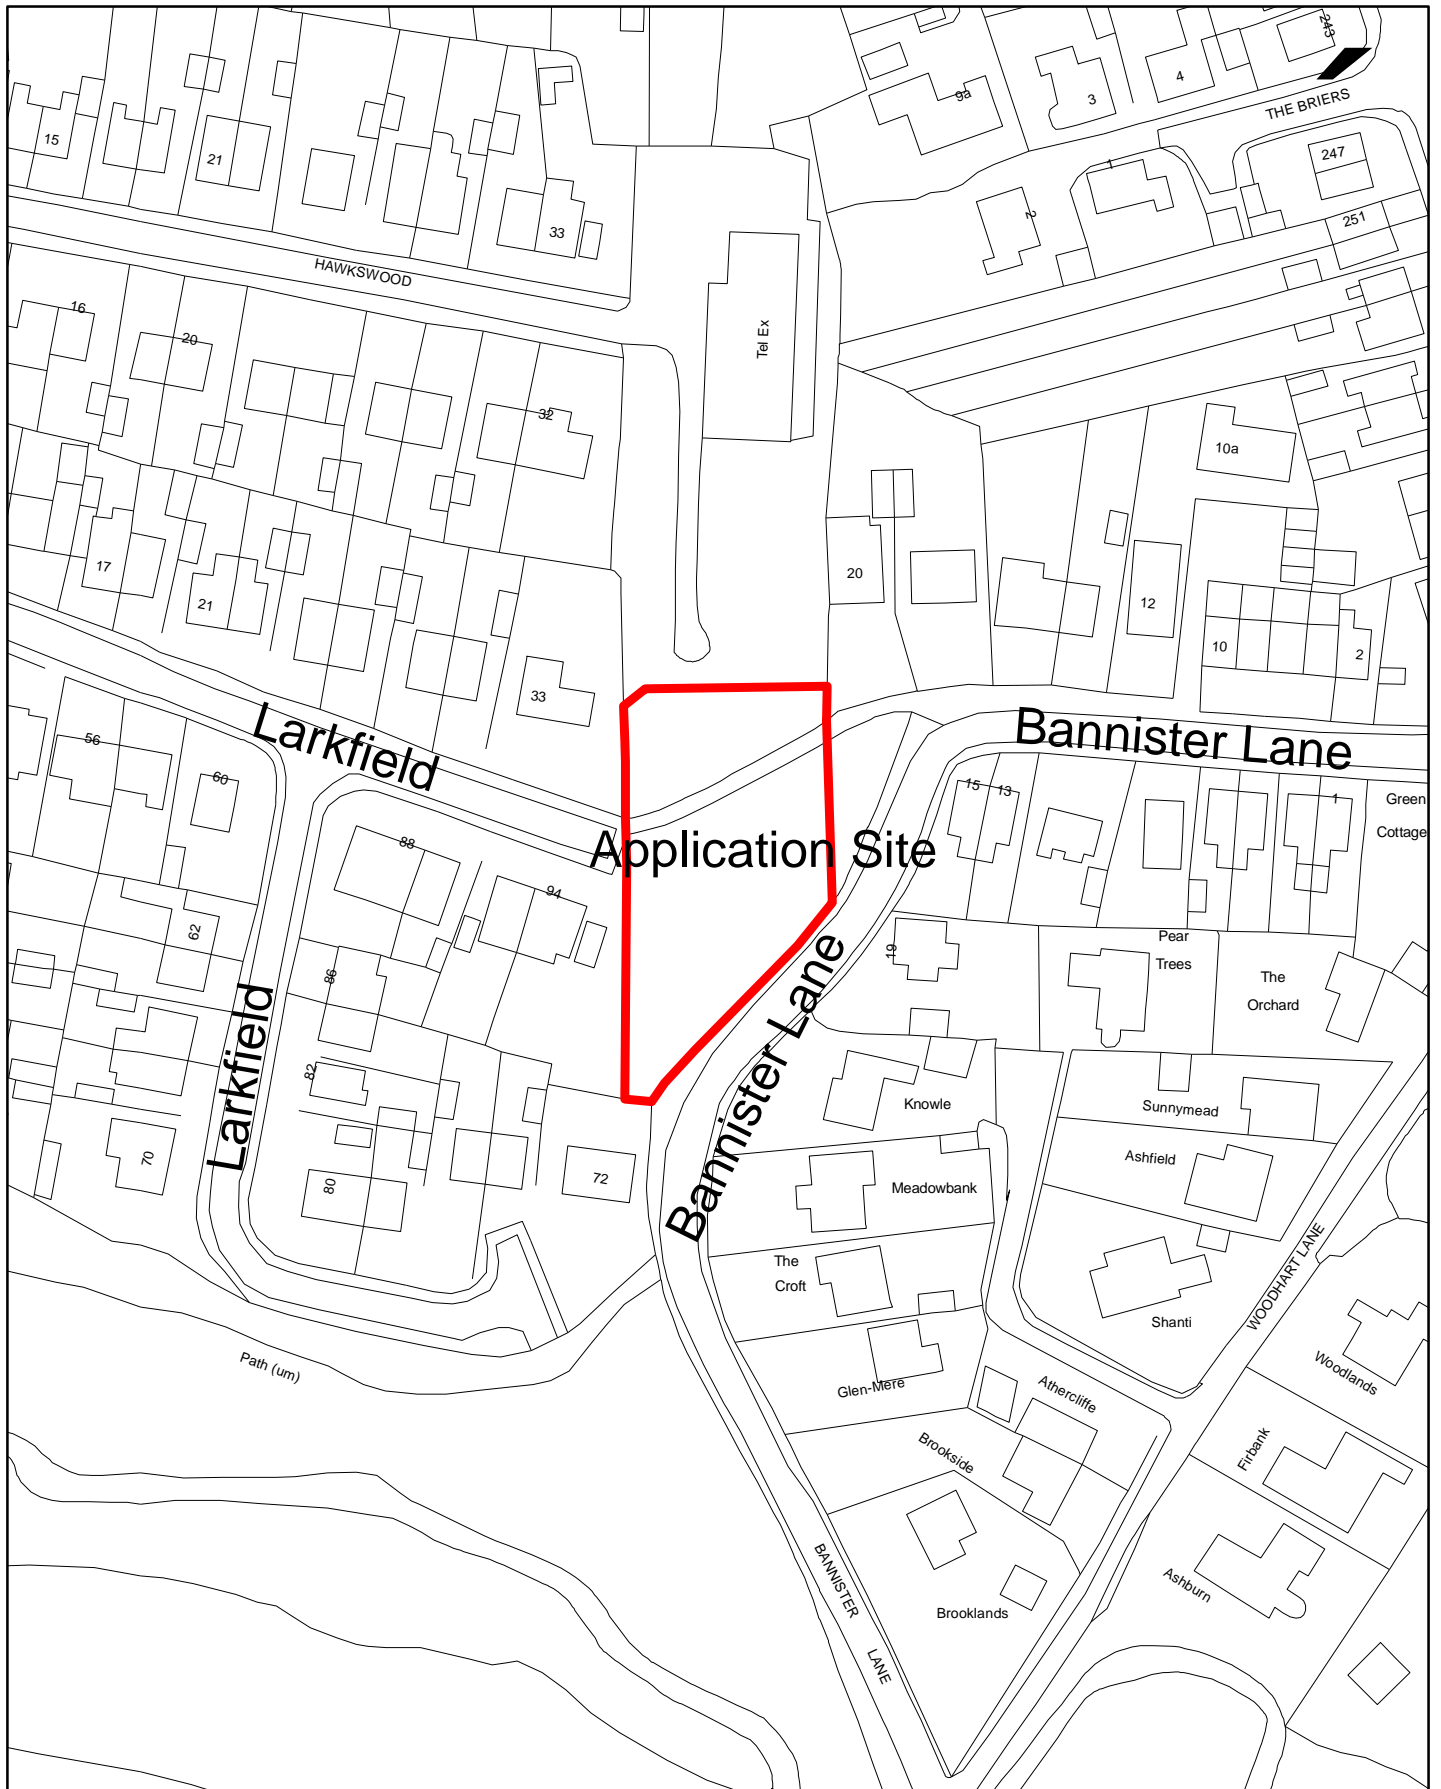 243
4
9a
3
THE BRIERS
15
21
1
247
2
251
33
HAWKSWOOD
16
20
Tel Ex
32
10a
17
21
20
12
10
2
33
Larkfield
Bannister Lane
56
60
15
13
1
Green
Cottage
88
Application Site
94
62
19
Pear
Trees
The
Orchard
86
Larkfield
Bannister Lane
82
Knowle
Sunnymead
70
80
72
Ashfield
Meadowbank
The
Croft
WOODHART LANE
Shanti
Path (um)
Glen-Mere
Athercliffe
Woodlands
Brookside
Firbank
BANNISTER
LANE
Ashburn
Brooklands